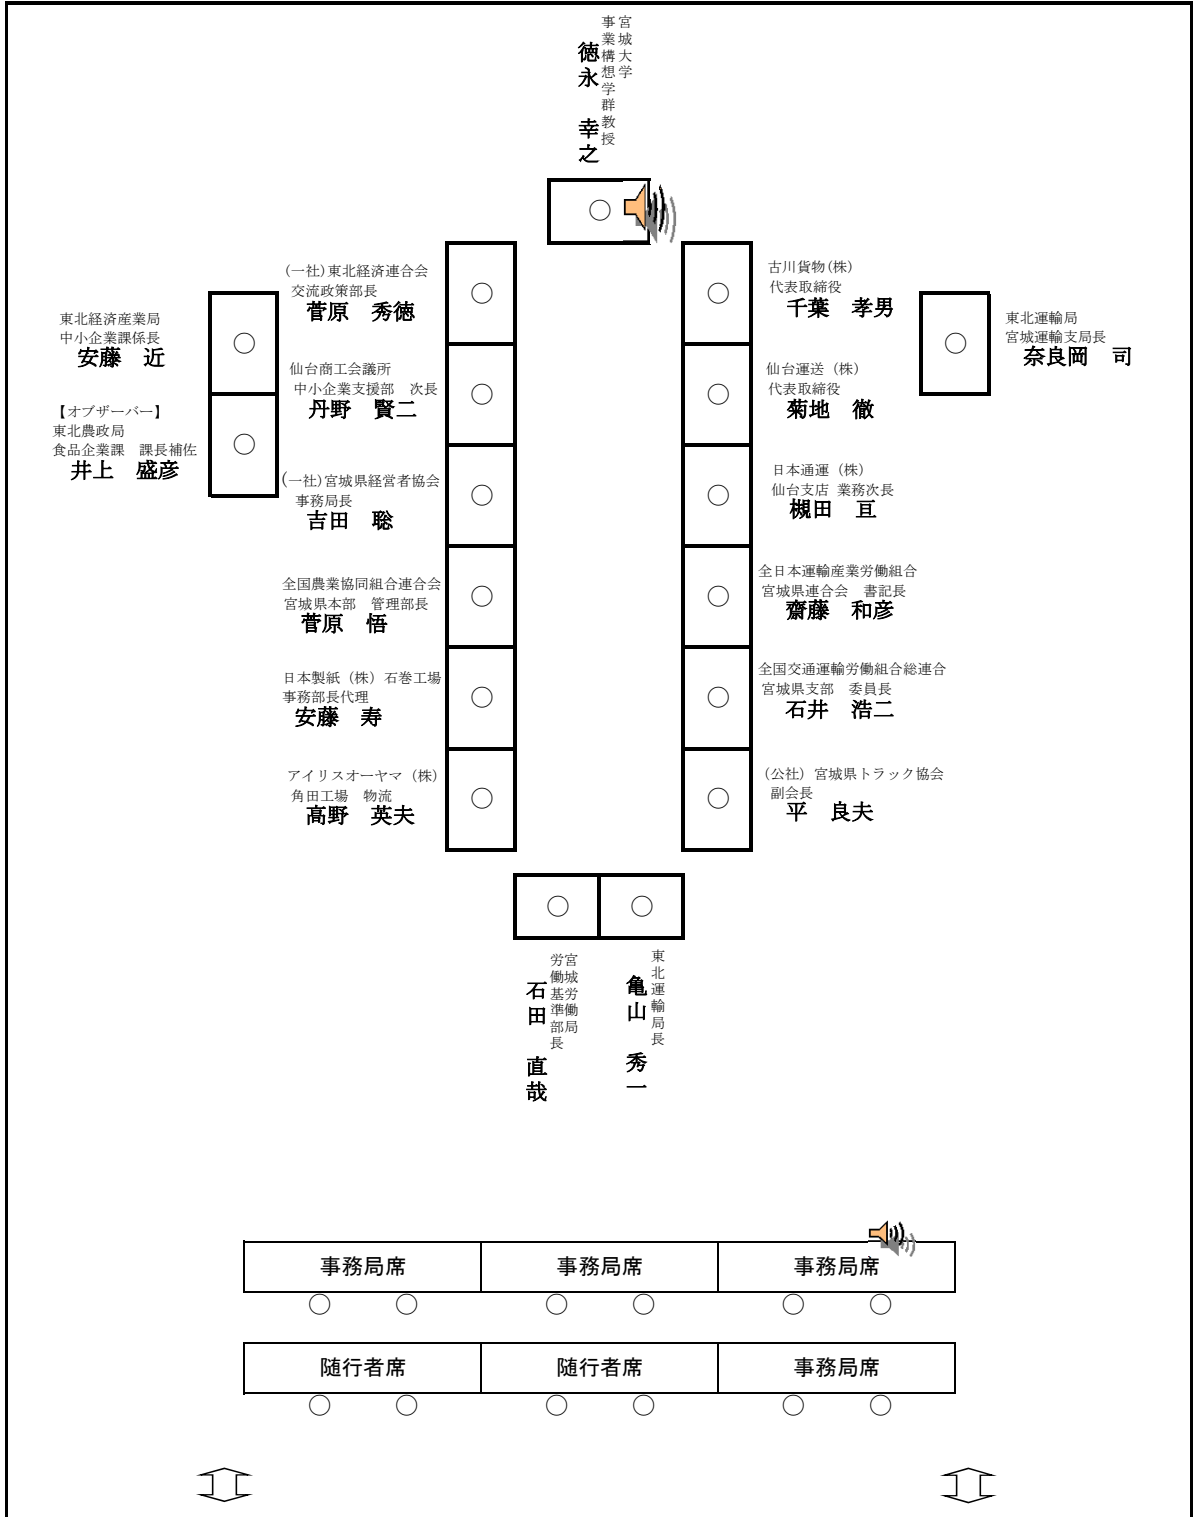 宮城大学
事業構想学群教授
徳永　幸之
(一社)東北経済連合会
交流政策部長
菅原　秀徳
古川貨物(株)
代表取締役
千葉　孝男
東北経済産業局
中小企業課係長
安藤　近
東北運輸局
宮城運輸支局長
奈良岡　司
仙台商工会議所
中小企業支援部　次長
丹野　賢二
仙台運送（株）
代表取締役
菊地　徹
【オブザーバー】
東北農政局
食品企業課　課長補佐
井上　盛彦
(一社)宮城県経営者協会
事務局長
吉田　聡
日本通運（株）
仙台支店 業務次長
槻田　亘
全国農業協同組合連合会
宮城県本部　管理部長
菅原　悟
全日本運輸産業労働組合
宮城県連合会　書記長
齋藤　和彦
日本製紙（株）石巻工場
事務部長代理
安藤　寿
全国交通運輸労働組合総連合
宮城県支部　委員長
石井　浩二
アイリスオーヤマ（株）
角田工場　物流
高野　英夫
(公社）宮城県トラック協会
副会長
平　良夫
宮城労働局
労働基準部長
石田　直哉
東北運輸局長
亀山　秀一
事務局席　事務局席　事務局席
随行者席　随行者席　事務局席